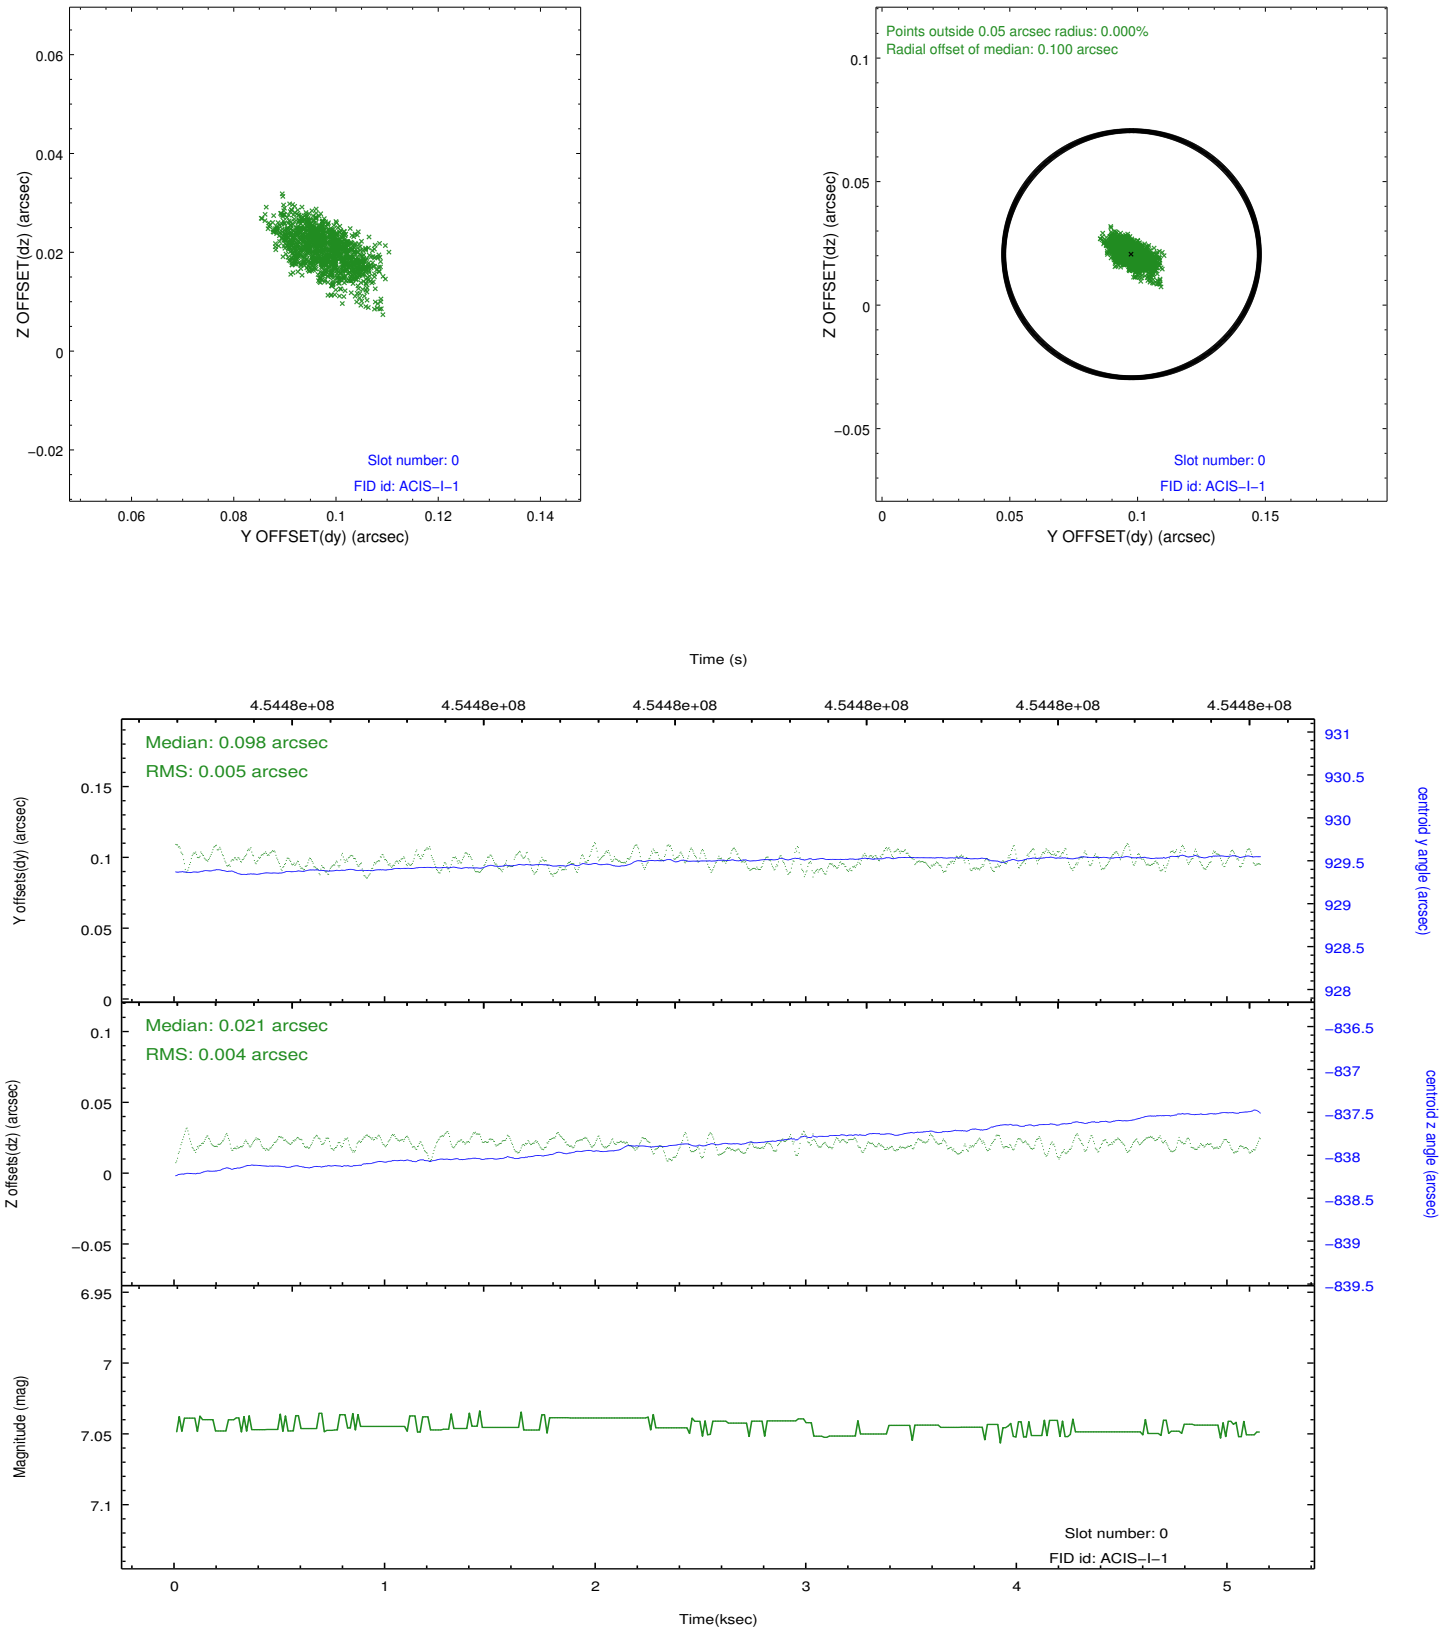 0.06
0.04
0.02
0
−0.02
Z OFFSET(dz) (arcsec)
Slot number: 0
FID id: ACIS−I−1
0.06 0.08 0.1 0.12 0.14
Y OFFSET(dy) (arcsec)
Points outside 0.05 arcsec radius: 0.000%
Radial offset of median: 0.100 arcsec
0.1
0.05
0
−0.05
Z OFFSET(dz) (arcsec)
Slot number: 0
FID id: ACIS−I−1
0 0.05 0.1 0.15
Y OFFSET(dy) (arcsec)
Time (s)
4.5448e+08 4.5448e+08 4.5448e+08 4.5448e+08 4.5448e+08 4.5448e+08
Median: 0.098 arcsec
RMS: 0.005 arcsec
0.15
0.1
0.05
0
Y offsets(dy) (arcsec)
931
930.5
930
929.5
929
928.5
928
centroid y angle (arcsec)
Median: 0.021 arcsec
RMS: 0.004 arcsec
0.1
0.05
0
−0.05
Z offsets(dz) (arcsec)
−836.5
−837
−837.5
−838
−838.5
−839
−839.5
centroid z angle (arcsec)
6.95
7
7.05
7.1
Magnitude (mag)
Slot number: 0
FID id: ACIS−I−1
0 1 2 3 4 5
Time(ksec)